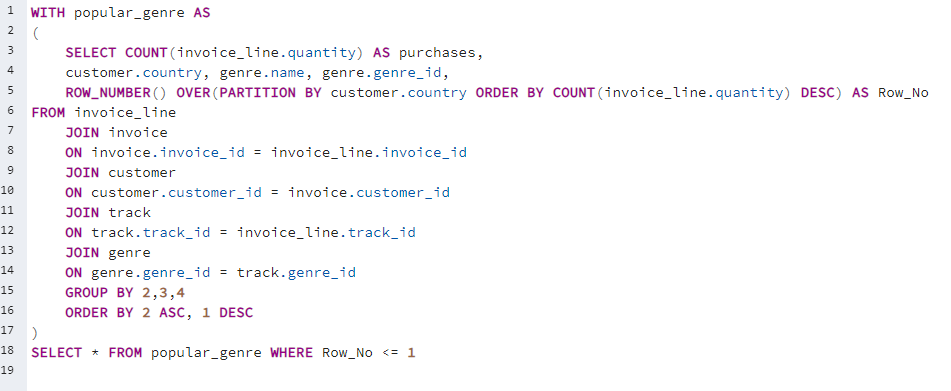 1 WITH popular_genre AS
2 (
3 SELECT COUNT(invoice_line.quantity) AS purchases,
4 customer.country, genre.name, genre.genre_id,
5 ROW_NUMBER() OVER(PARTITION BY customer.country ORDER BY COUNT(invoice_line.quantity) DESC) AS Row_No
6 FROM invoice_line
7 JOIN invoice
8 ON invoice.invoice_id = invoice_line.invoice_id
9 JOIN customer
10 ON customer.customer_id = invoice.customer_id
11 JOIN track
12 ON track.track_id = invoice_line.track_id
13 JOIN genre
14 ON genre.genre_id = track.genre_id
15 GROUP BY 2,3,4
16 ORDER BY 2 ASC, 1 DESC
17 )
18 SELECT * FROM popular_genre WHERE Row_No <= 1
19